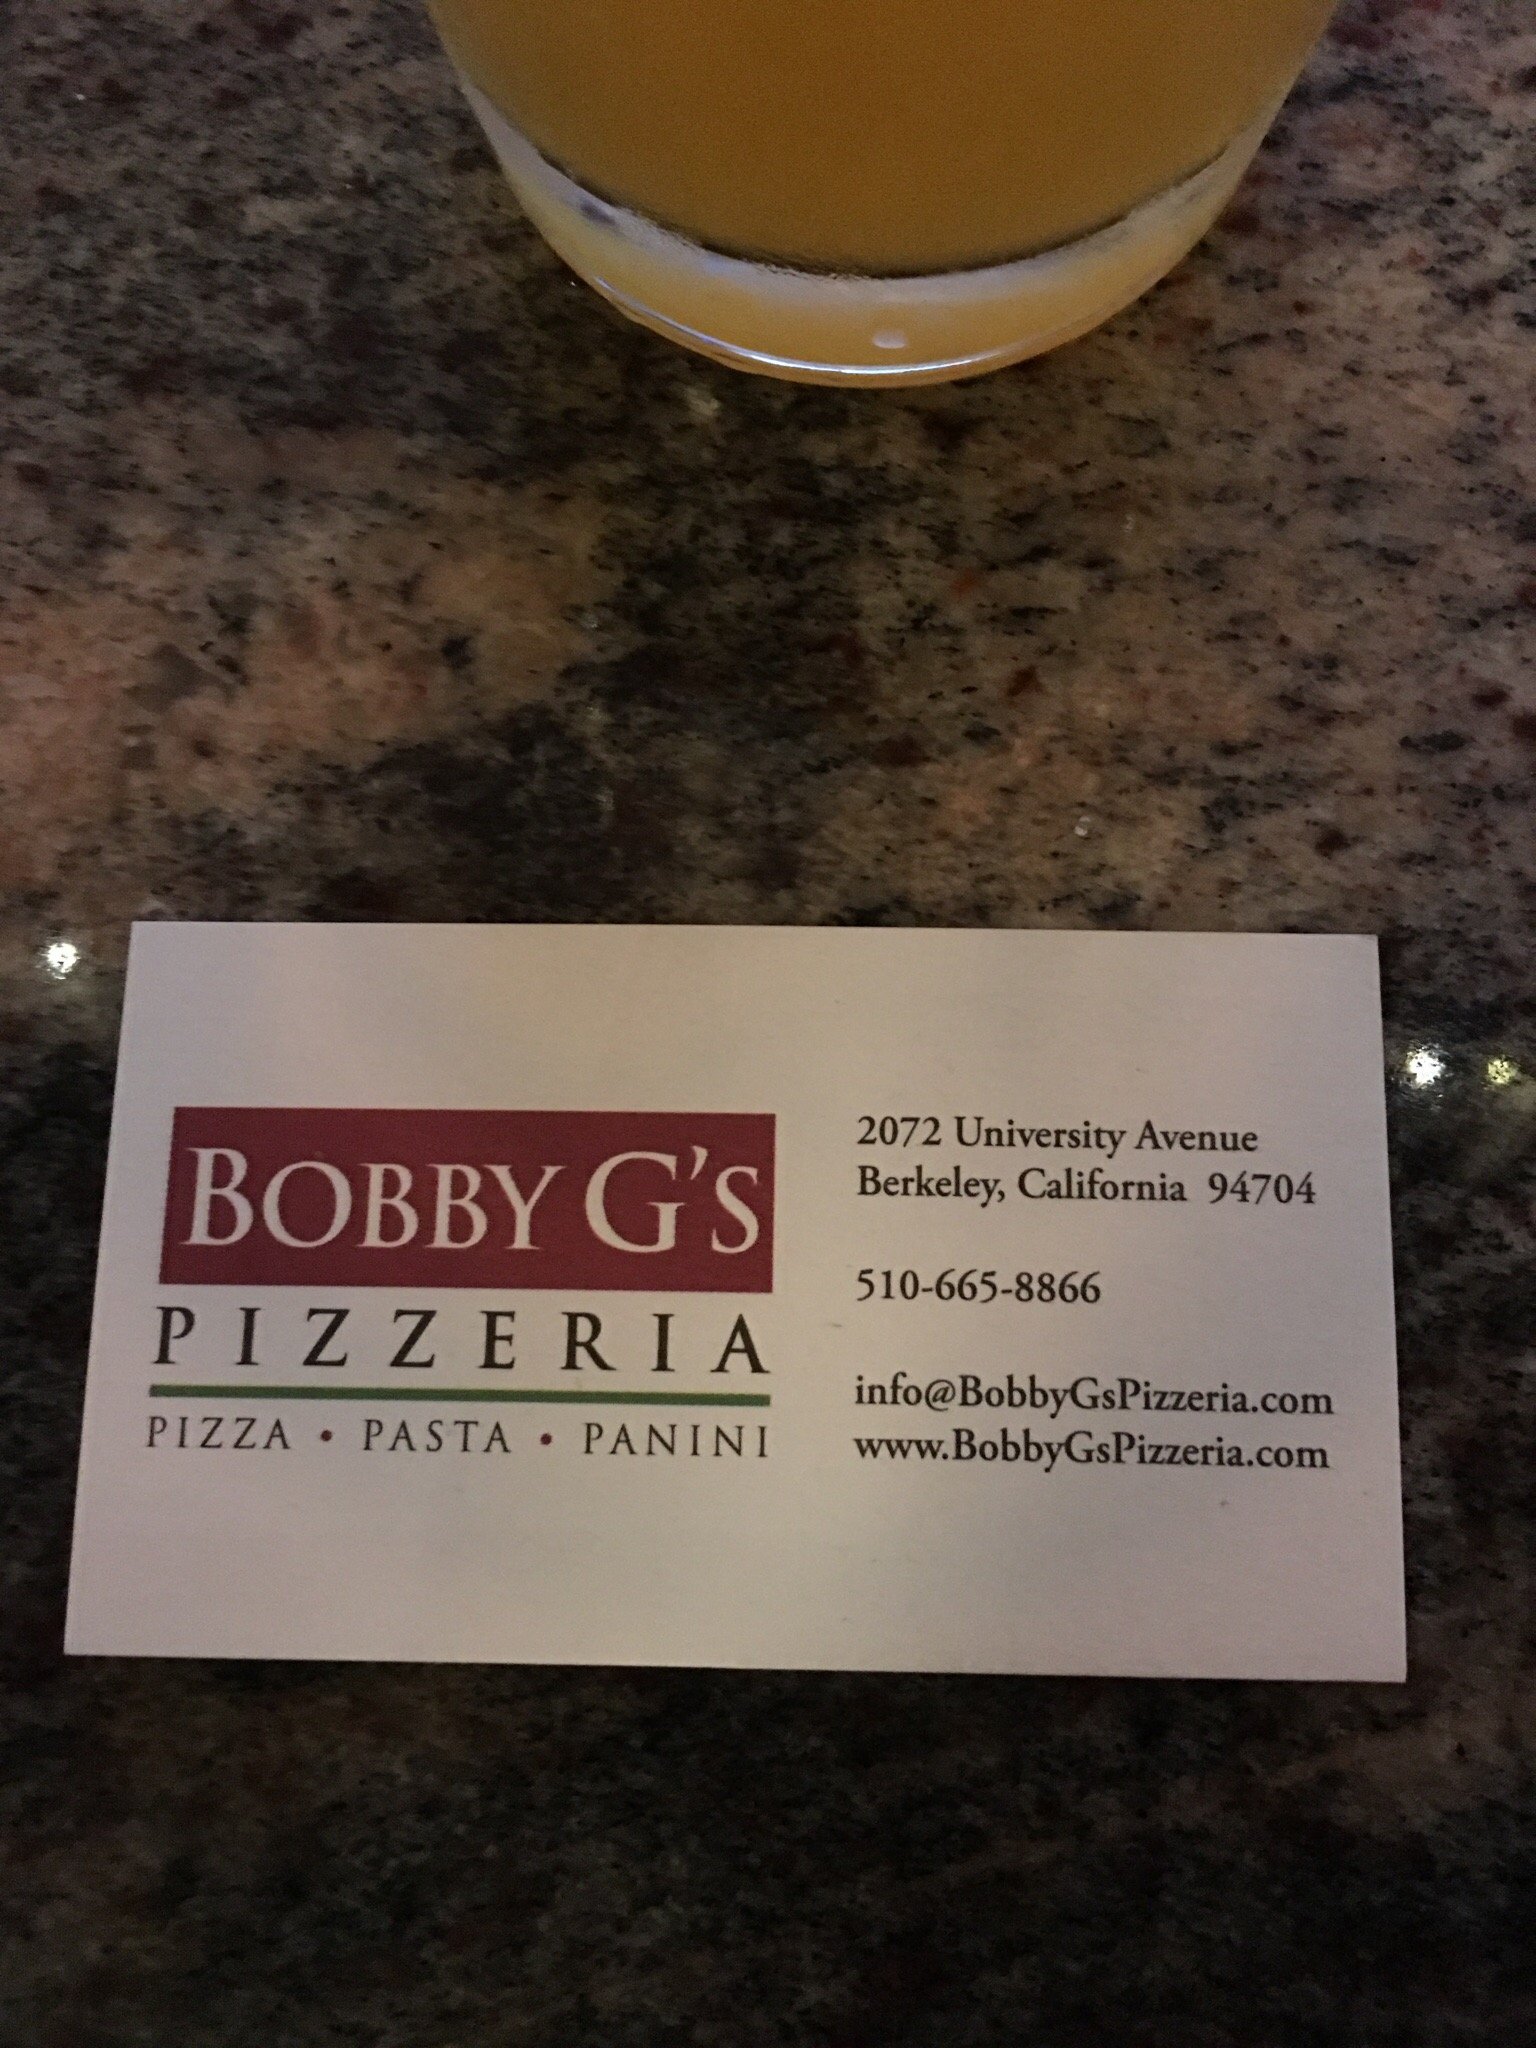 BOBBY G'S
PIZZERIA
PIZZA • PASTA • PANINI
2072 University Avenue
Berkeley, California 94704
510-665-8866
info@BobbyGsPizzeria.com
www.BobbyGsPizzeria.com